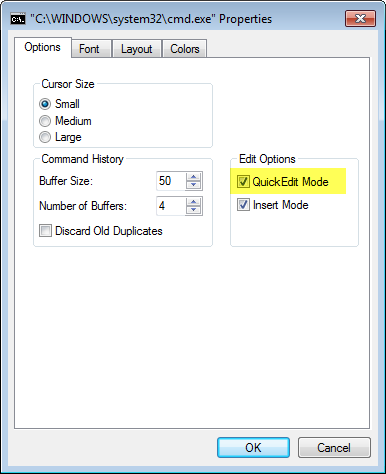 "C:\WINDOWS\system32\cmd.exe" Properties
Options Font Layout Colors
Cursor Size
Small
Medium
Large
Command History
Buffer Size: 50
Number of Buffers: 4
Discard Old Duplicates
Edit Options
QuickEdit Mode
Insert Mode
OK Cancel